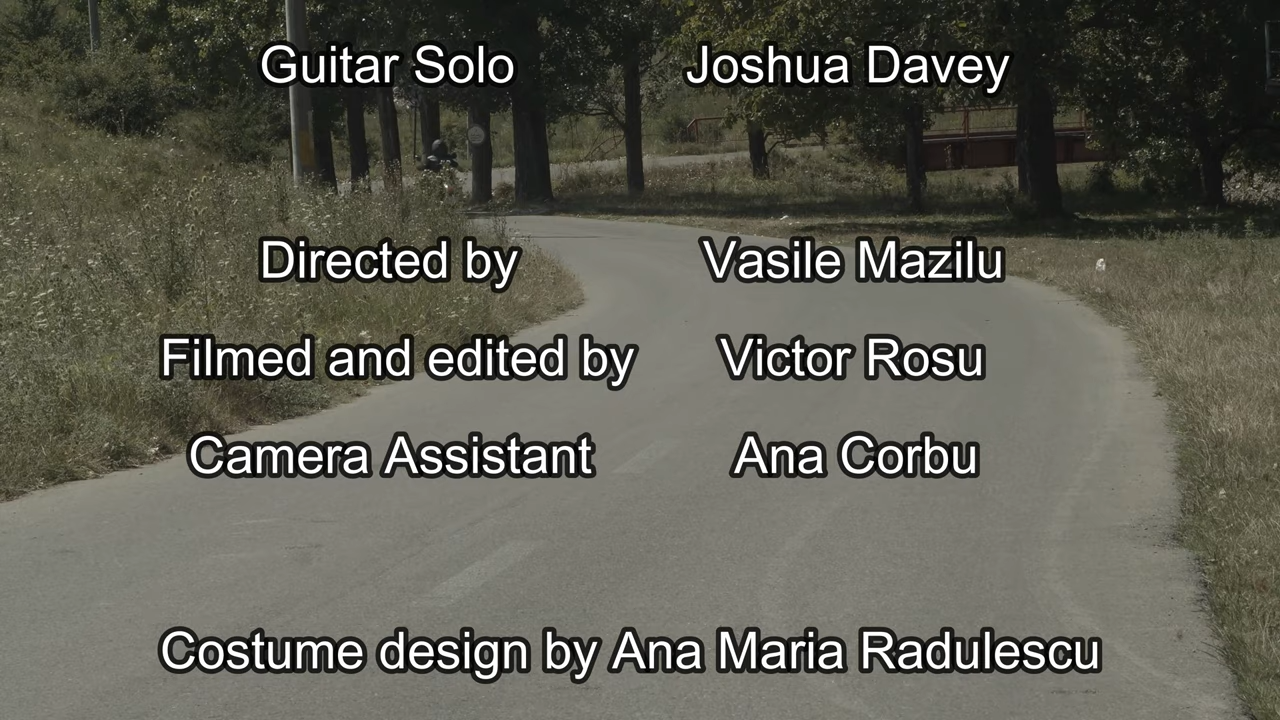 Guitar Solo Joshua Davey
Directed by Vasile Mazilu
Filmed and edited by Victor Rosu
Camera Assistant Ana Corbu
Costume design by Ana Maria Radulescu